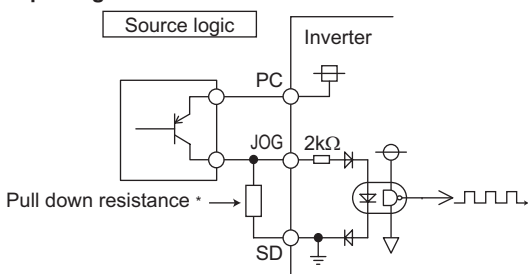 Source logic
Inverter
PC
JOG
2kΩ
Pull down resistance *
SD